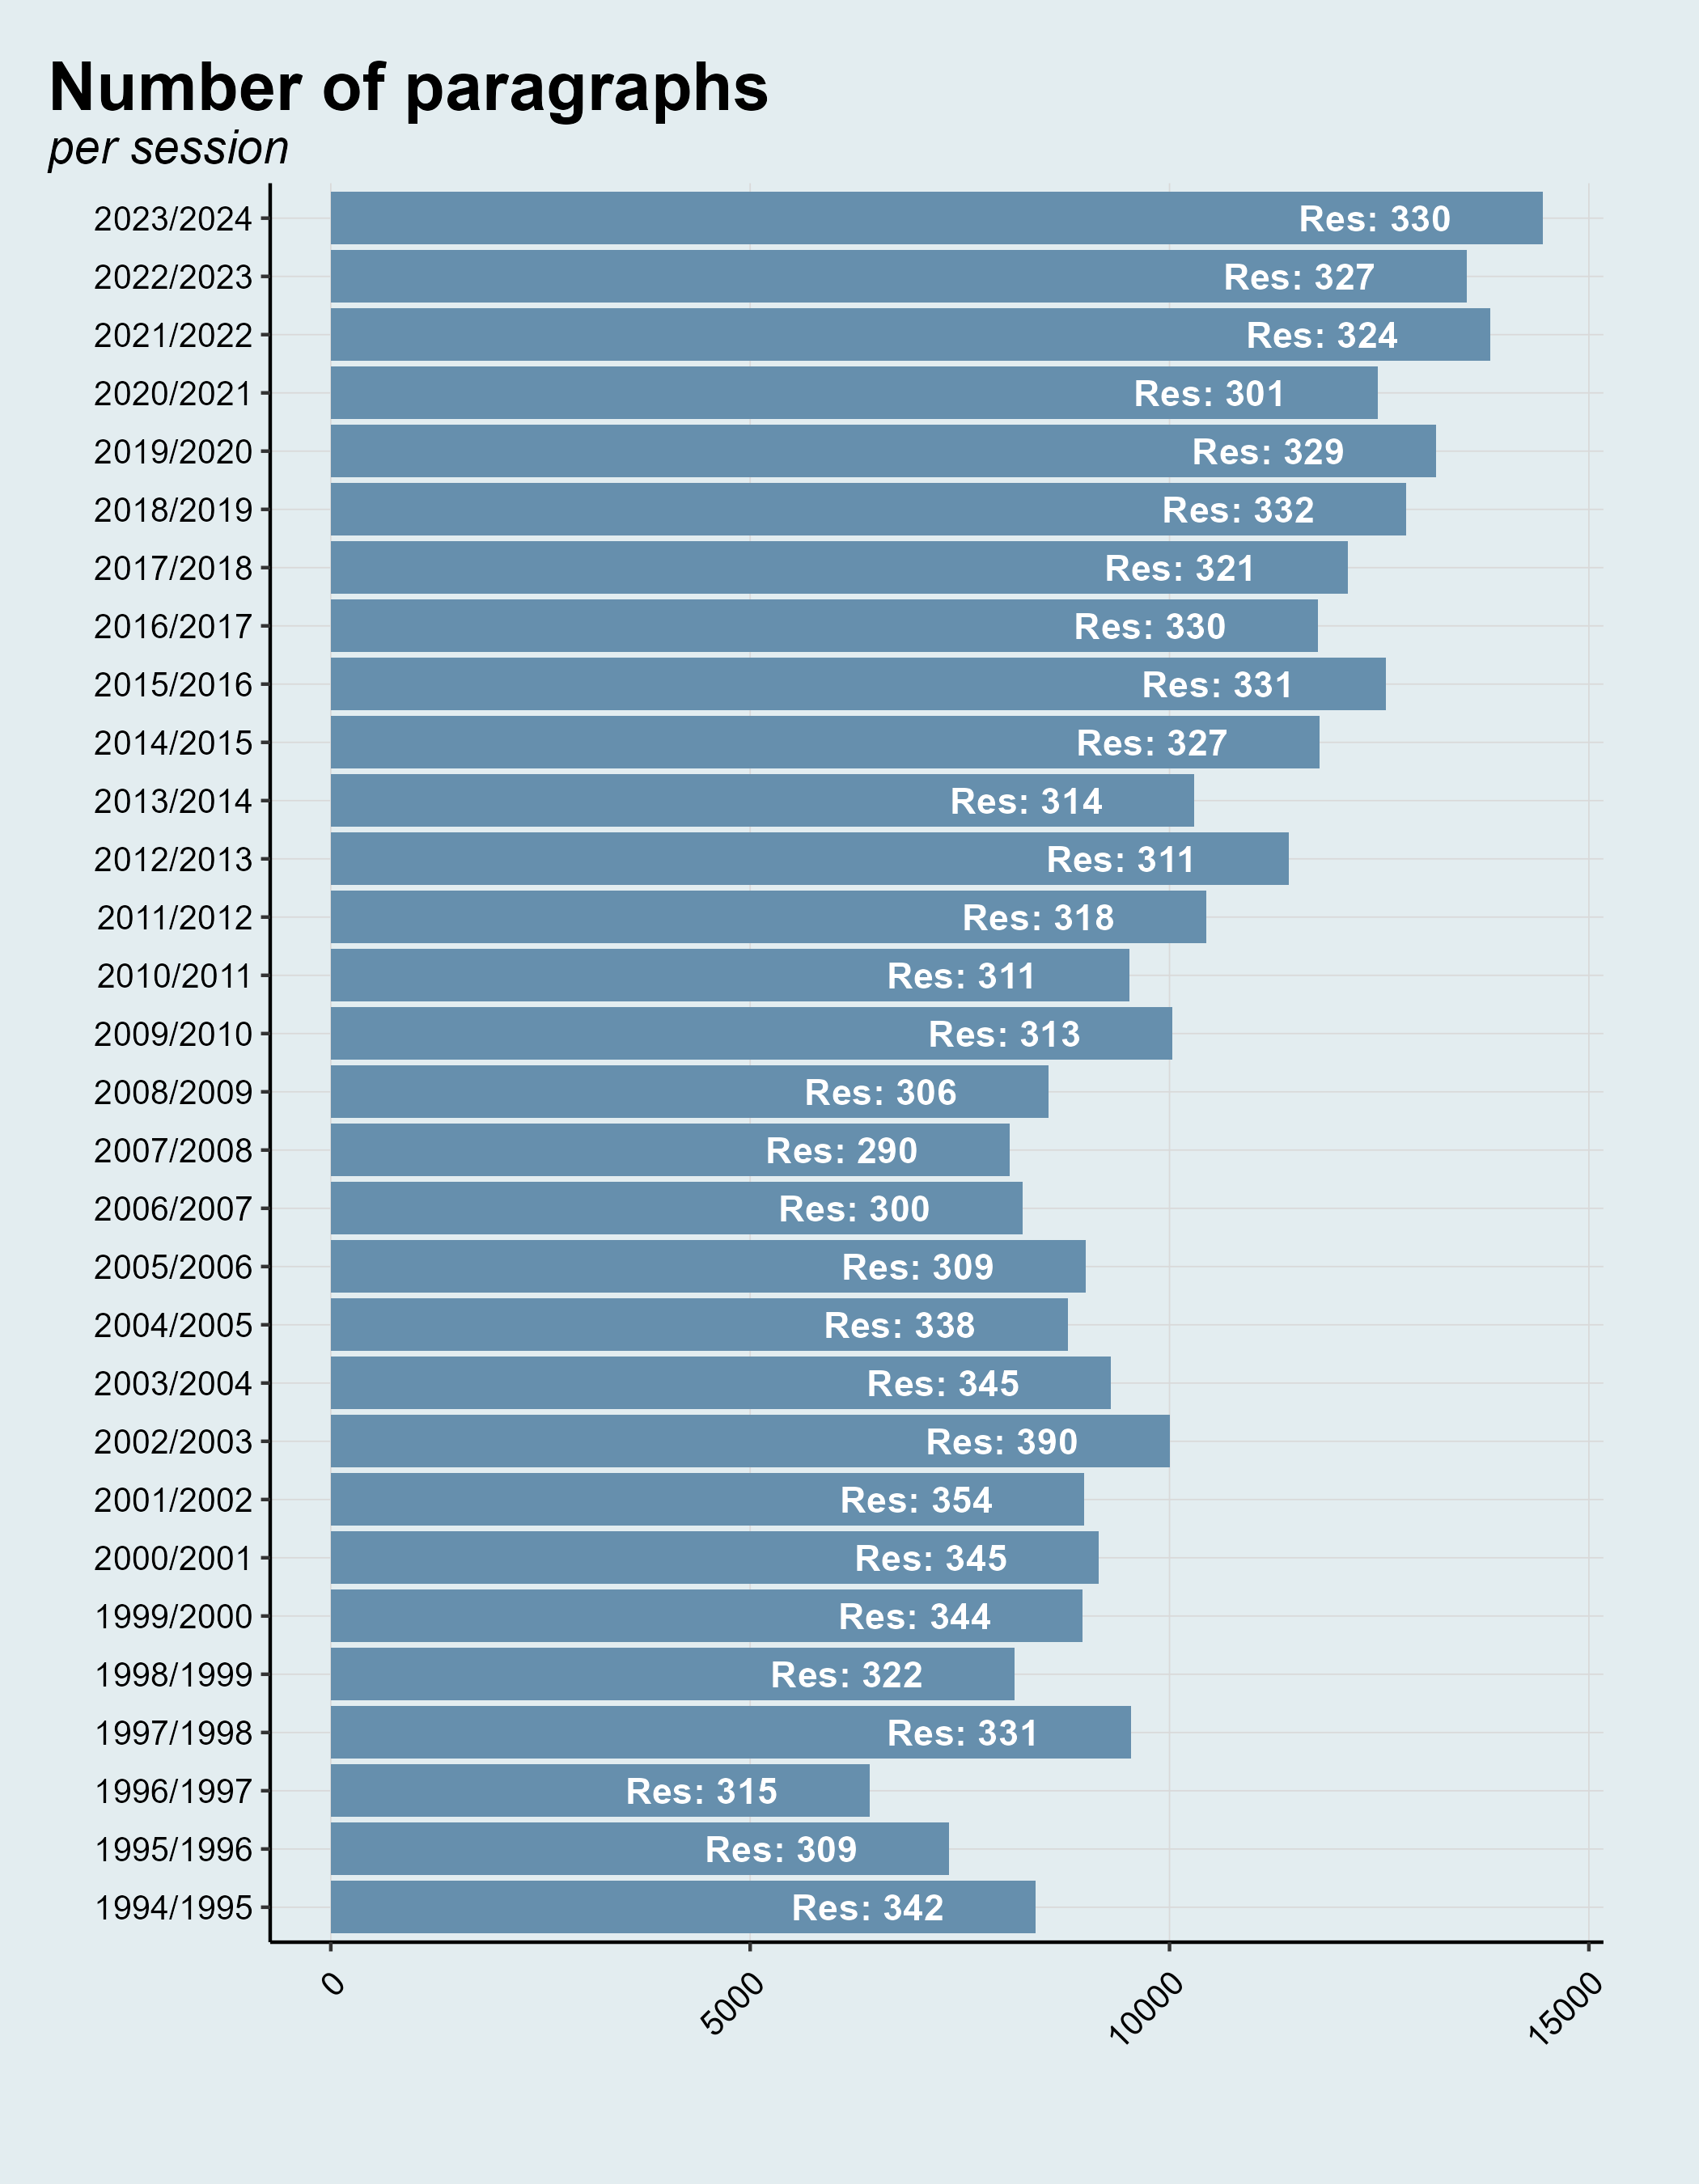 Number of paragraphs
per session
2023/2024 Res: 330
2022/2023 Res: 327
2021/2022 Res: 324
2020/2021 Res: 301
2019/2020 Res: 329
2018/2019 Res: 332
2017/2018 Res: 321
2016/2017 Res: 330
2015/2016 Res: 331
2014/2015 Res: 327
2013/2014 Res: 314
2012/2013 Res: 311
2011/2012 Res: 318
2010/2011 Res: 311
2009/2010 Res: 313
2008/2009 Res: 306
2007/2008 Res: 290
2006/2007 Res: 300
2005/2006 Res: 309
2004/2005 Res: 338
2003/2004 Res: 345
2002/2003 Res: 390
2001/2002 Res: 354
2000/2001 Res: 345
1999/2000 Res: 344
1998/1999 Res: 322
1997/1998 Res: 331
1996/1997 Res: 315
1995/1996 Res: 309
1994/1995 Res: 342
0 5000 10000 15000